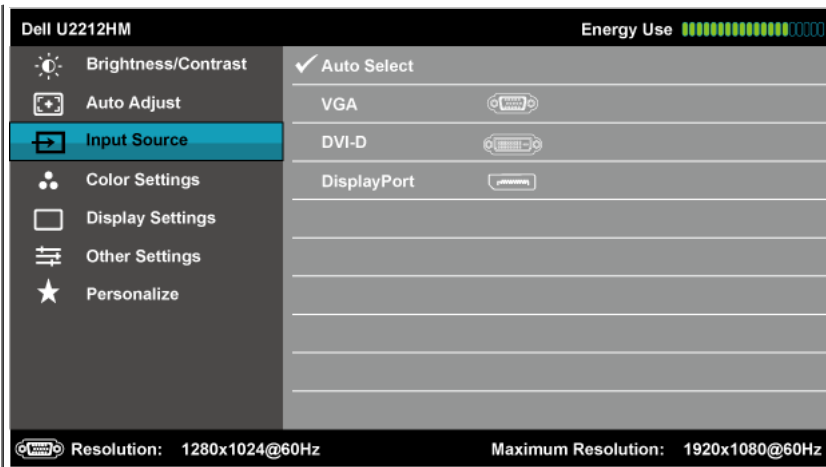 Dell U2212HM Energy Use
Brightness/Contrast Auto Select
Auto Adjust VGA
Input Source DVI-D
Color Settings DisplayPort
Display Settings
Other Settings
Personalize
Resolution: 1280x1024@60Hz Maximum Resolution: 1920x1080@60Hz